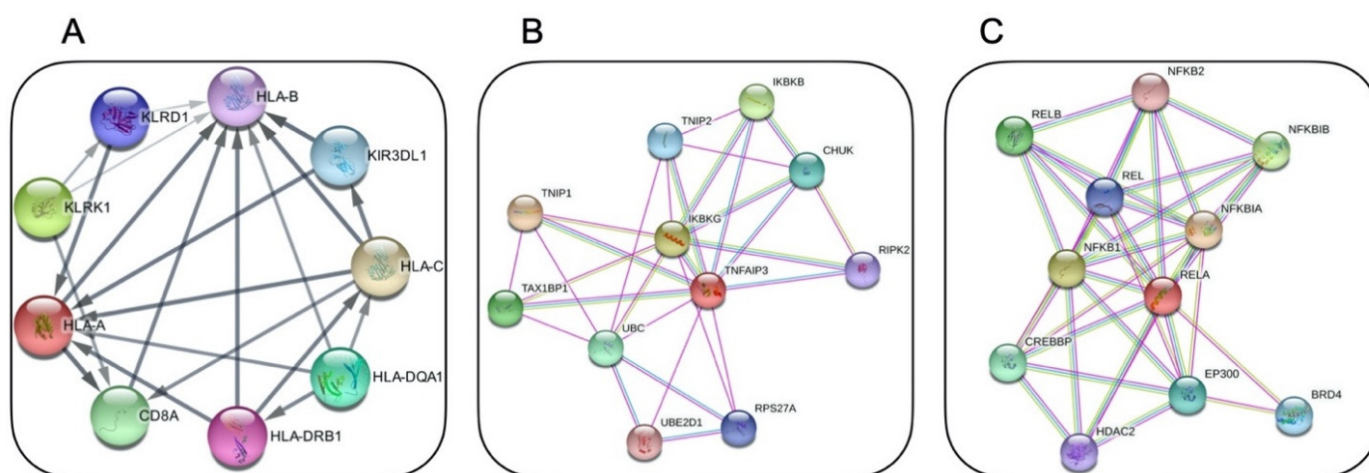 A
HLA-B
KLRD1
KIR3DL1
KLRK1
HLA-C
HLA-A
HLA-DQA1
CD8A
HLA-DRB1
B
IKBKB
TNIP2
CHUK
TNIP1
IKBKG
RIPK2
TNFAIP3
TAX1BP1
UBC
RPS27A
UBE2D1
C
NFKB2
RELB
NFKBIB
REL
NFKBIA
NFKB1
RELA
CREBBP
EP300
BRD4
HDAC2